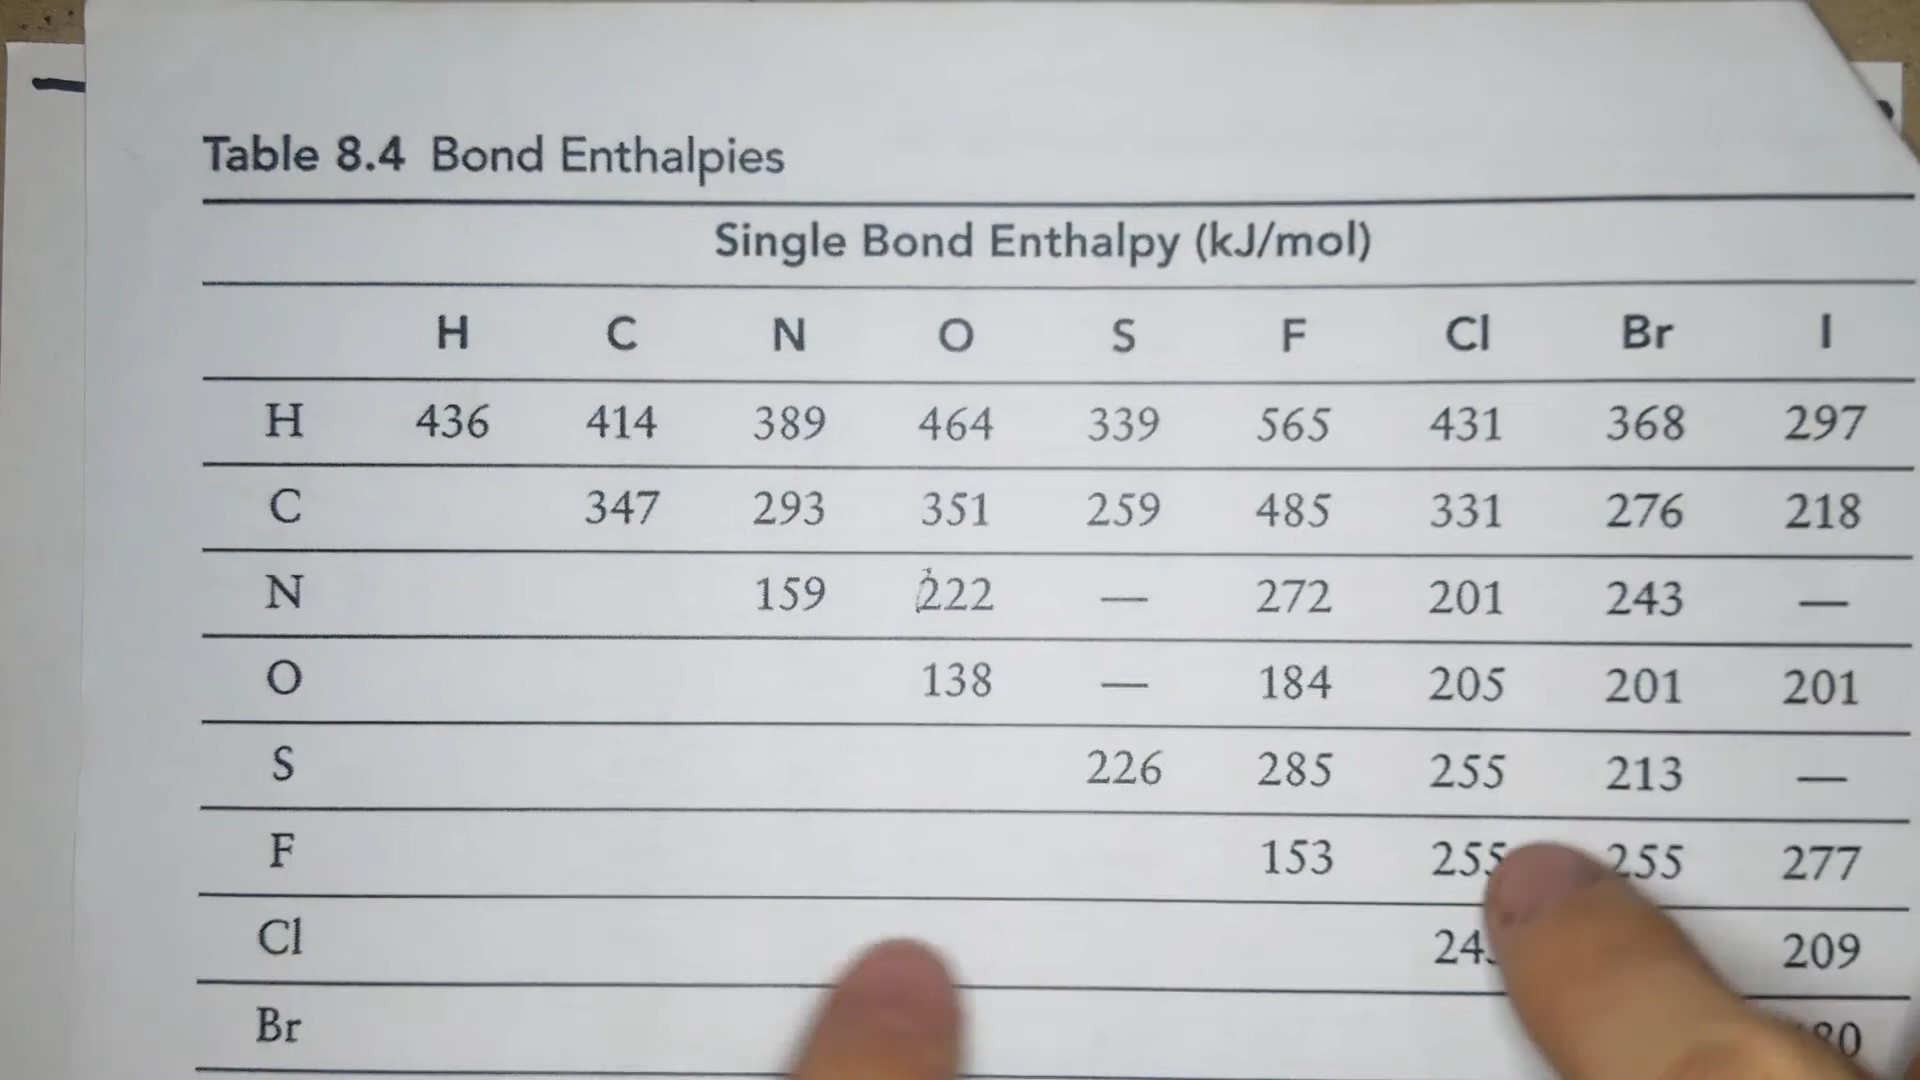 Table 8.4 Bond Enthalpies
Single Bond Enthalpy (kJ/mol)
H C N O S F Cl Br I
H 436 414 389 464 339 565 431 368 297
C 347 293 351 259 485 331 276 218
N 159 222 — 272 201 243 —
O 138 — 184 205 201 201
S 226 285 255 213 —
F 153 255 255 277
Cl 209
Br